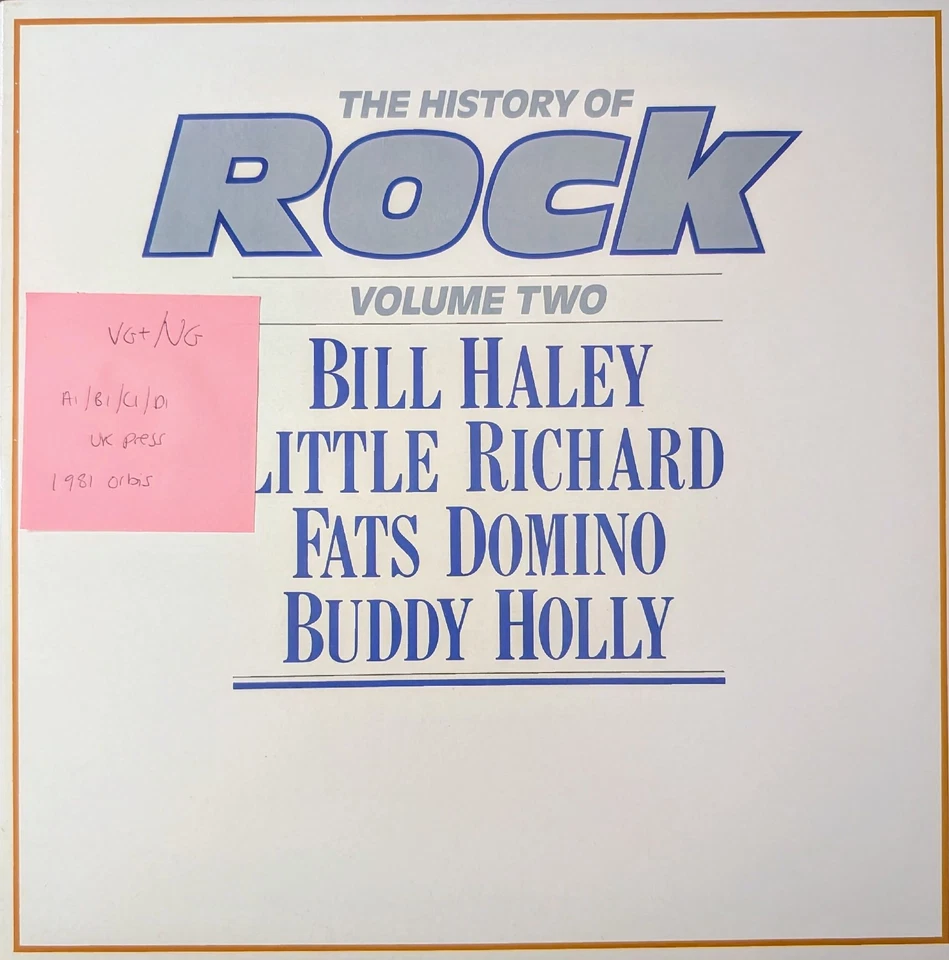 THE HISTORY OF
Rock
VOLUME TWO
VG+/NG
A1/B1/C1/D1
UK press
1981 orbis
BILL HALEY
LITTLE RICHARD
FATS DOMINO
BUDDY HOLLY